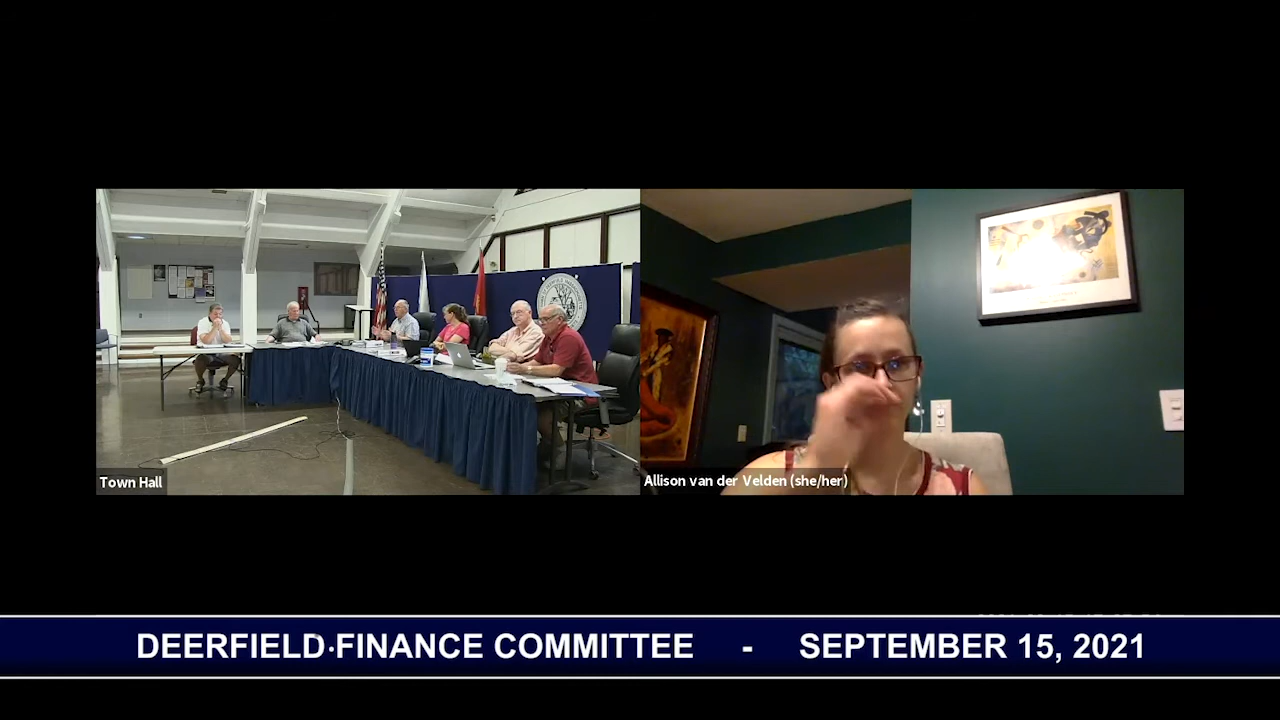 Town Hall
Allison van der Velden (she/her)
DEERFIELD FINANCE COMMITTEE - SEPTEMBER 15, 2021